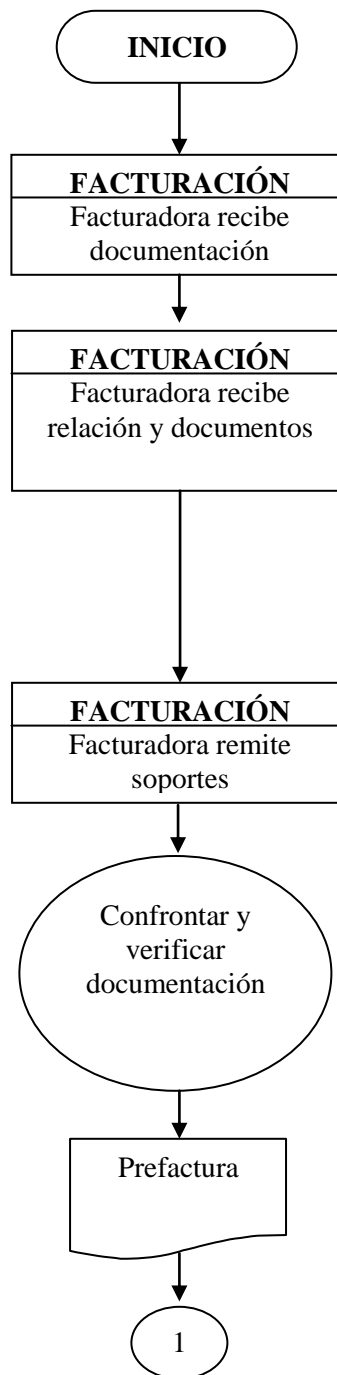 INICIO
FACTURACIÓN
Facturadora recibe
documentación
FACTURACIÓN
Facturadora recibe
relación y documentos
FACTURACIÓN
Facturadora remite
soportes
Confrontar y
verificar
documentación
Prefactura
1